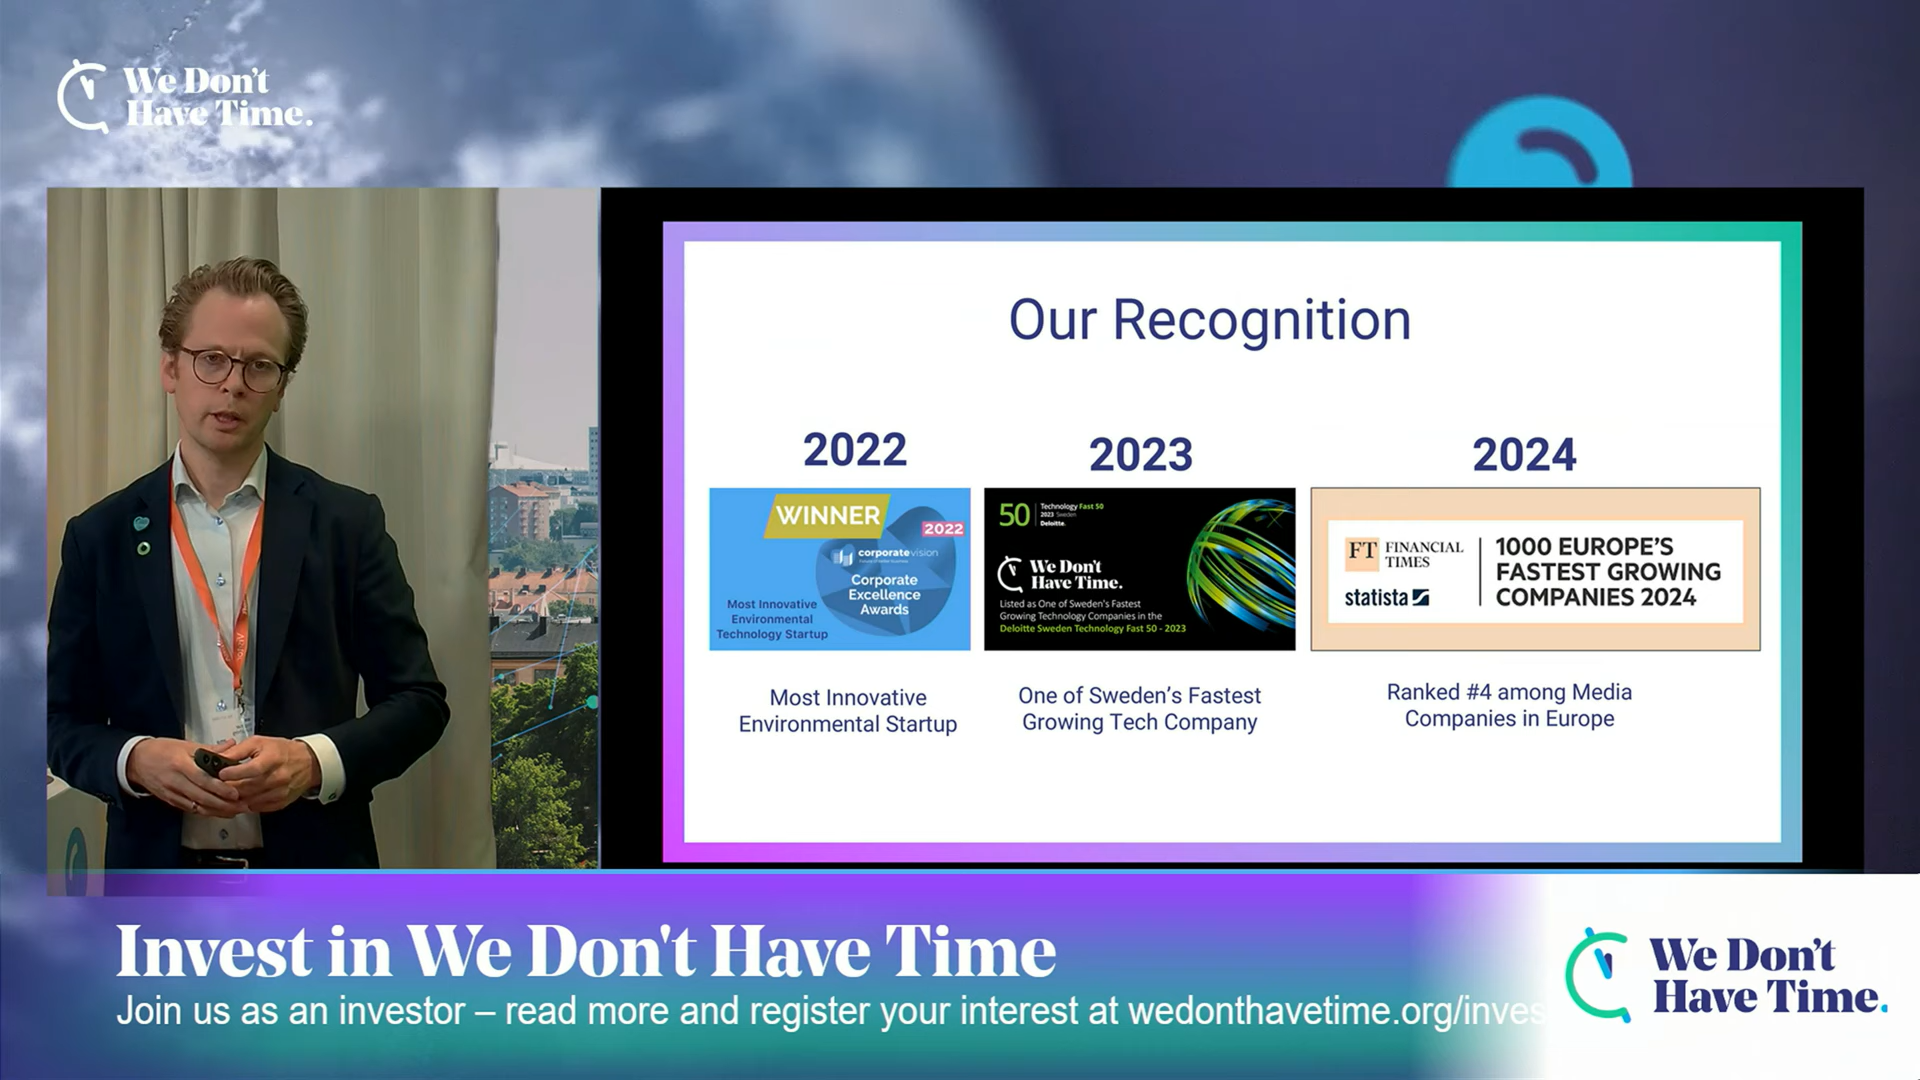 We Don't
Have Time.
Our Recognition
2022
2023
2024
WINNER
2022
corporatevision
Corporate
Excellence
Awards
Most Innovative
Environmental
Technology Startup
50
Technology Fast 50
2023 Sweden
Deloitte.
We Don't
Have Time.
Listed as One of Sweden's Fastest
Growing Technology Companies in the
Deloitte Sweden Technology Fast 50 - 2023
FT
FINANCIAL
TIMES
statista
1000 EUROPE'S
FASTEST GROWING
COMPANIES 2024
Most Innovative
Environmental Startup
One of Sweden's Fastest
Growing Tech Company
Ranked #4 among Media
Companies in Europe
Invest in We Don't Have Time
Join us as an investor – read more and register your interest at wedonthavetime.org/inves
We Don't
Have Time.